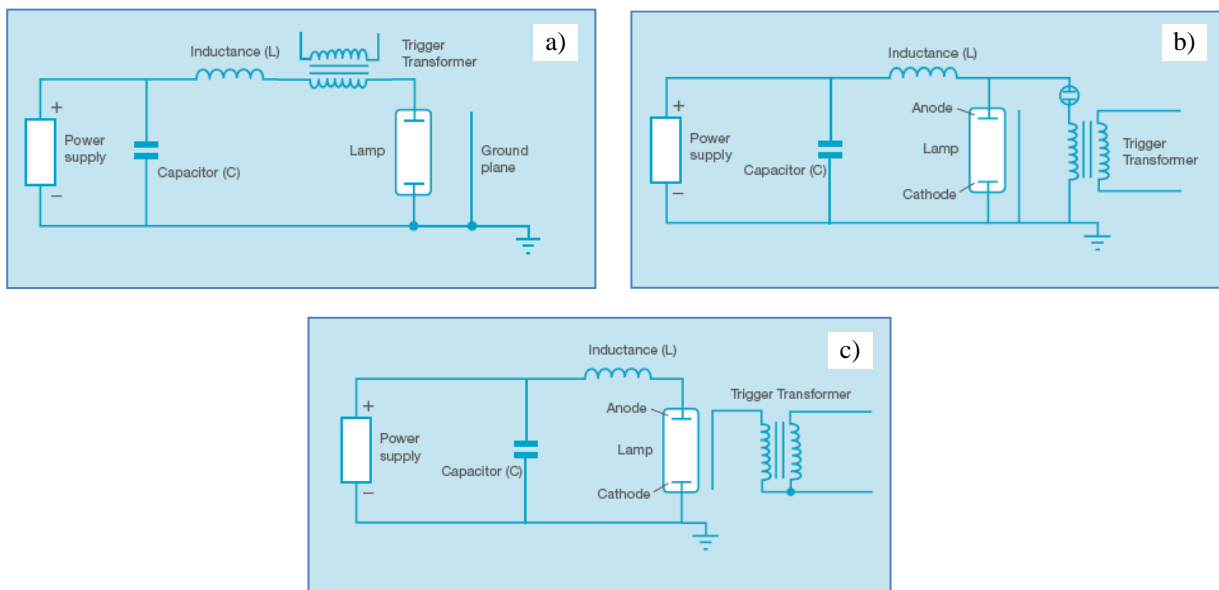 a)
Inductance (L)
Trigger
Transformer
+
Power
supply
−
Capacitor (C)
Lamp
Ground
plane
b)
Inductance (L)
+
Power
supply
−
Capacitor (C)
Anode
Lamp
Cathode
Trigger
Transformer
c)
Inductance (L)
Trigger Transformer
+
Power
supply
−
Capacitor (C)
Anode
Lamp
Cathode